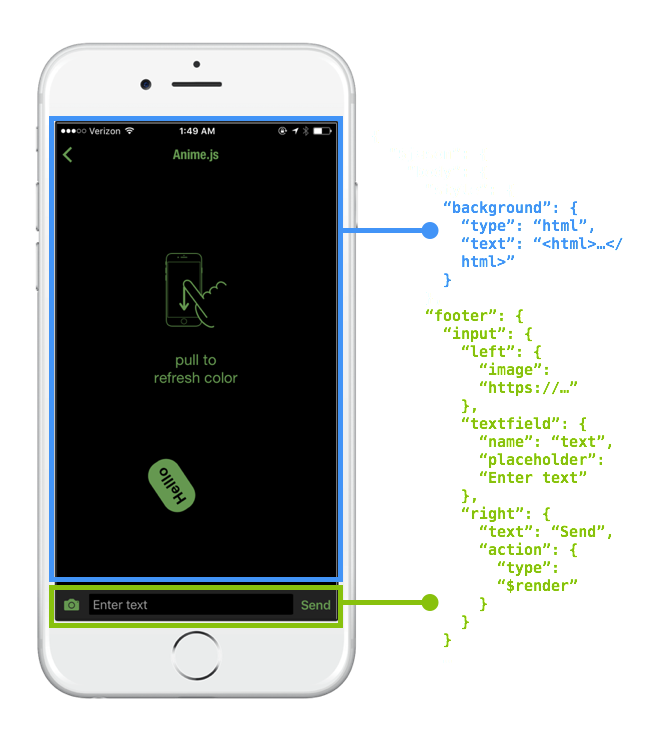 Verizon
1:49 AM
Anime.js
pull to
refresh color
Helllo
Enter text
Send
“background”: {
“type”: “html”,
“text”: “<html>…</
html>”
}
“footer”: {
“input”: {
“left”: {
“image”:
“https://…”
},
“textfield”: {
“name”: “text”,
“placeholder”:
“Enter text”
},
“right”: {
“text”: “Send”,
“action”: {
“type”:
“$render”
}
}
}